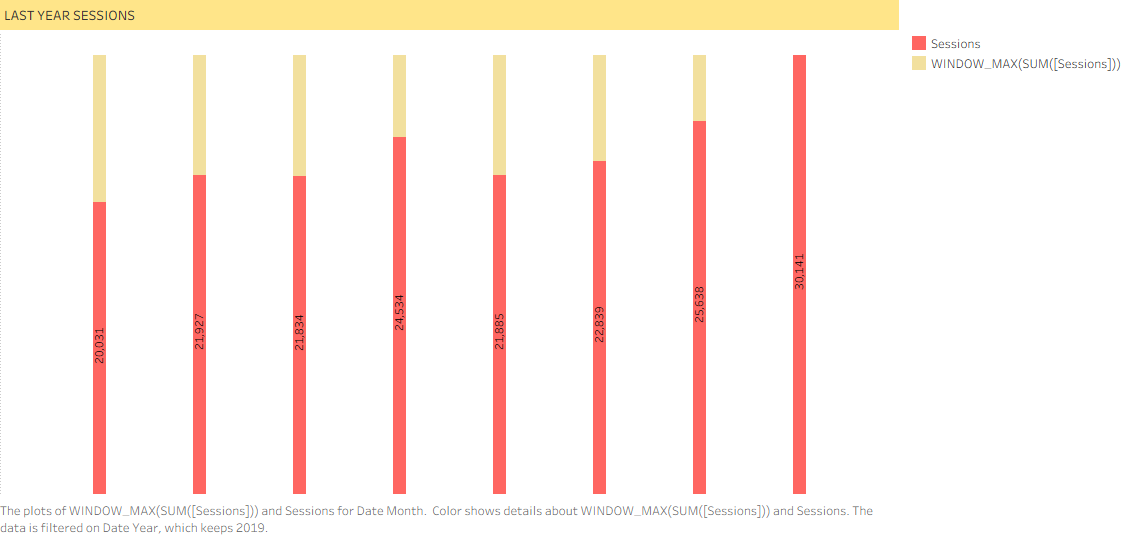 LAST YEAR SESSIONS
Sessions
WINDOW_MAX(SUM([Sessions]))
20,031
21,927
21,834
24,534
21,885
22,839
25,638
30,141
The plots of WINDOW_MAX(SUM([Sessions])) and Sessions for Date Month.  Color shows details about WINDOW_MAX(SUM([Sessions])) and Sessions. The
data is filtered on Date Year, which keeps 2019.